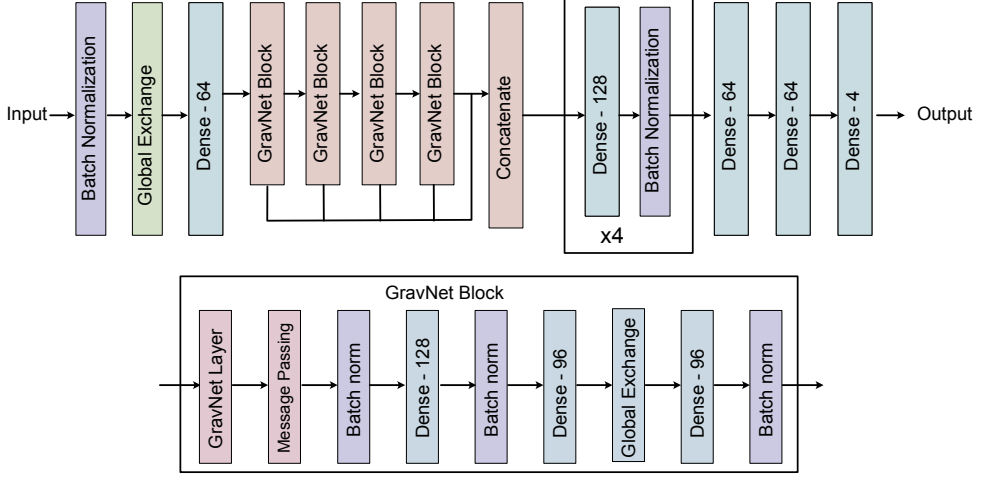 Input
Batch Normalization
Global Exchange
Dense - 64
GravNet Block
GravNet Block
GravNet Block
GravNet Block
Concatenate
Dense - 128
Batch Normalization
x4
Dense - 64
Dense - 64
Dense - 4
Output
GravNet Block
GravNet Layer
Message Passing
Batch norm
Dense - 128
Batch norm
Dense - 96
Global Exchange
Dense - 96
Batch norm